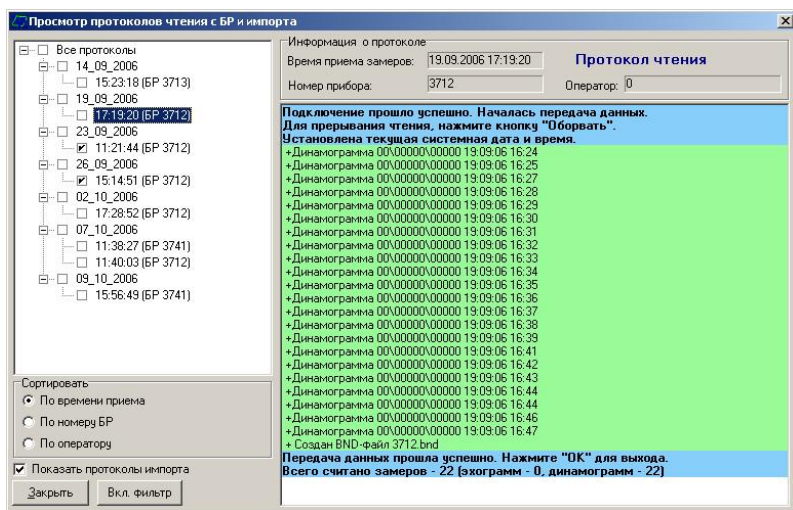 Просмотр протоколов чтения с БР и импорта
Все протоколы
14_09_2006
15:23:18 (БР 3713)
19_09_2006
17:19:20 (БР 3712)
23_09_2006
11:21:44 (БР 3712)
26_09_2006
15:14:51 (БР 3712)
02_10_2006
17:28:52 (БР 3712)
07_10_2006
11:38:27 (БР 3741)
11:40:03 (БР 3712)
09_10_2006
15:56:49 (БР 3741)
Сортировать
По времени приема
По номеру БР
По оператору
Показать протоколы импорта
Закрыть Вкл. фильтр
Информация о протоколе
Время приема замеров: 19.09.2006 17:19:20 Протокол чтения
Номер прибора: 3712 Оператор: 0
Подключение прошло успешно. Началась передача данных.
Для прерывания чтения, нажмите кнопку "Оборвать".
Установлена текущая системная дата и время.
+Динамограмма 00\00000\00000 19:09:06 16:24
+Динамограмма 00\00000\00000 19:09:06 16:25
+Динамограмма 00\00000\00000 19:09:06 16:27
+Динамограмма 00\00000\00000 19:09:06 16:28
+Динамограмма 00\00000\00000 19:09:06 16:29
+Динамограмма 00\00000\00000 19:09:06 16:30
+Динамограмма 00\00000\00000 19:09:06 16:31
+Динамограмма 00\00000\00000 19:09:06 16:32
+Динамограмма 00\00000\00000 19:09:06 16:33
+Динамограмма 00\00000\00000 19:09:06 16:34
+Динамограмма 00\00000\00000 19:09:06 16:35
+Динамограмма 00\00000\00000 19:09:06 16:36
+Динамограмма 00\00000\00000 19:09:06 16:37
+Динамограмма 00\00000\00000 19:09:06 16:38
+Динамограмма 00\00000\00000 19:09:06 16:39
+Динамограмма 00\00000\00000 19:09:06 16:41
+Динамограмма 00\00000\00000 19:09:06 16:42
+Динамограмма 00\00000\00000 19:09:06 16:43
+Динамограмма 00\00000\00000 19:09:06 16:44
+Динамограмма 00\00000\00000 19:09:06 16:44
+Динамограмма 00\00000\00000 19:09:06 16:46
+Динамограмма 00\00000\00000 19:09:06 16:47
+ Создан BND-файл 3712.bnd
Передача данных прошла успешно. Нажмите "ОК" для выхода.
Всего считано замеров - 22 (эхограмм - 0, динамограмм - 22)